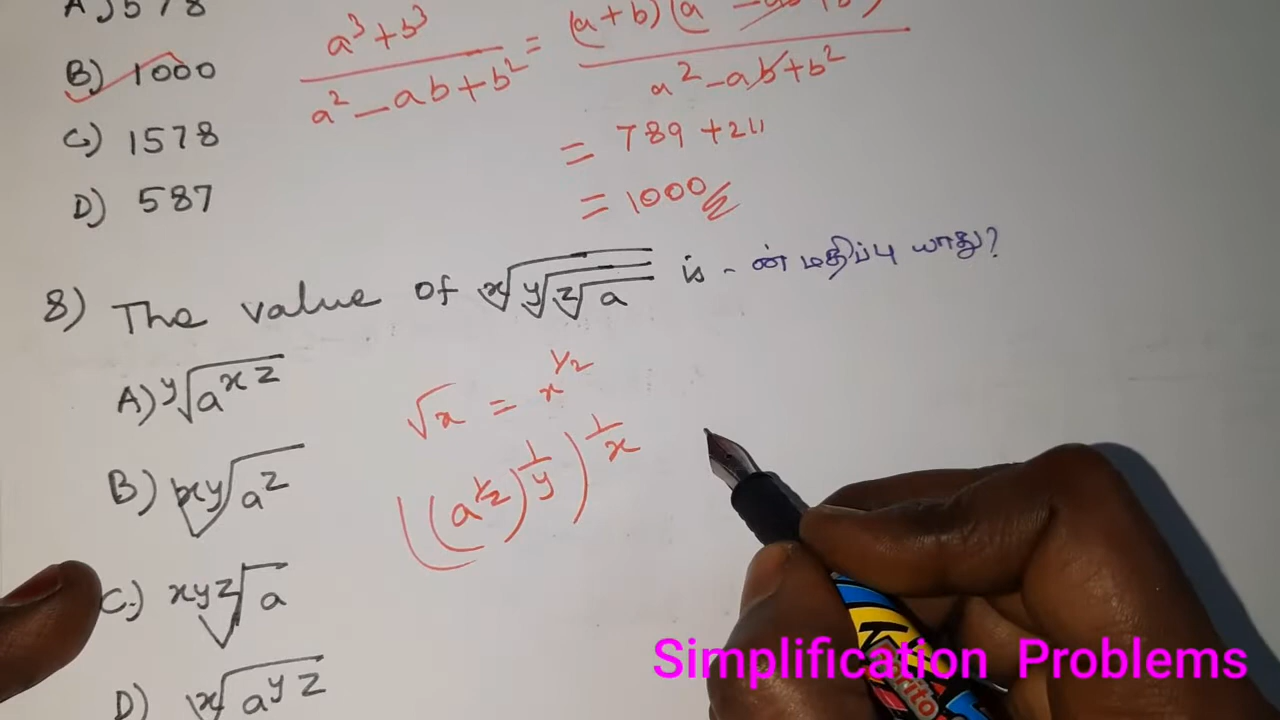 A) 578
B) 1000
C) 1578
D) 587
a³ + b³ / a² - ab + b² = (a + b) (a - ab + b²) / a² - ab + b²
= 789 + 211
= 1000
8) The value of ˣ√ʸ√ᶻ√a is - ன் மதிப்பு யாது?
A) ʸ√a^(xz)
B) ˣʸ√a^z
C) ˣʸᶻ√a
D) ˣ√a^(yz)
√x = x^(1/2)
((a^(1/z))^(1/y))^(1/x)
Simplification Problems